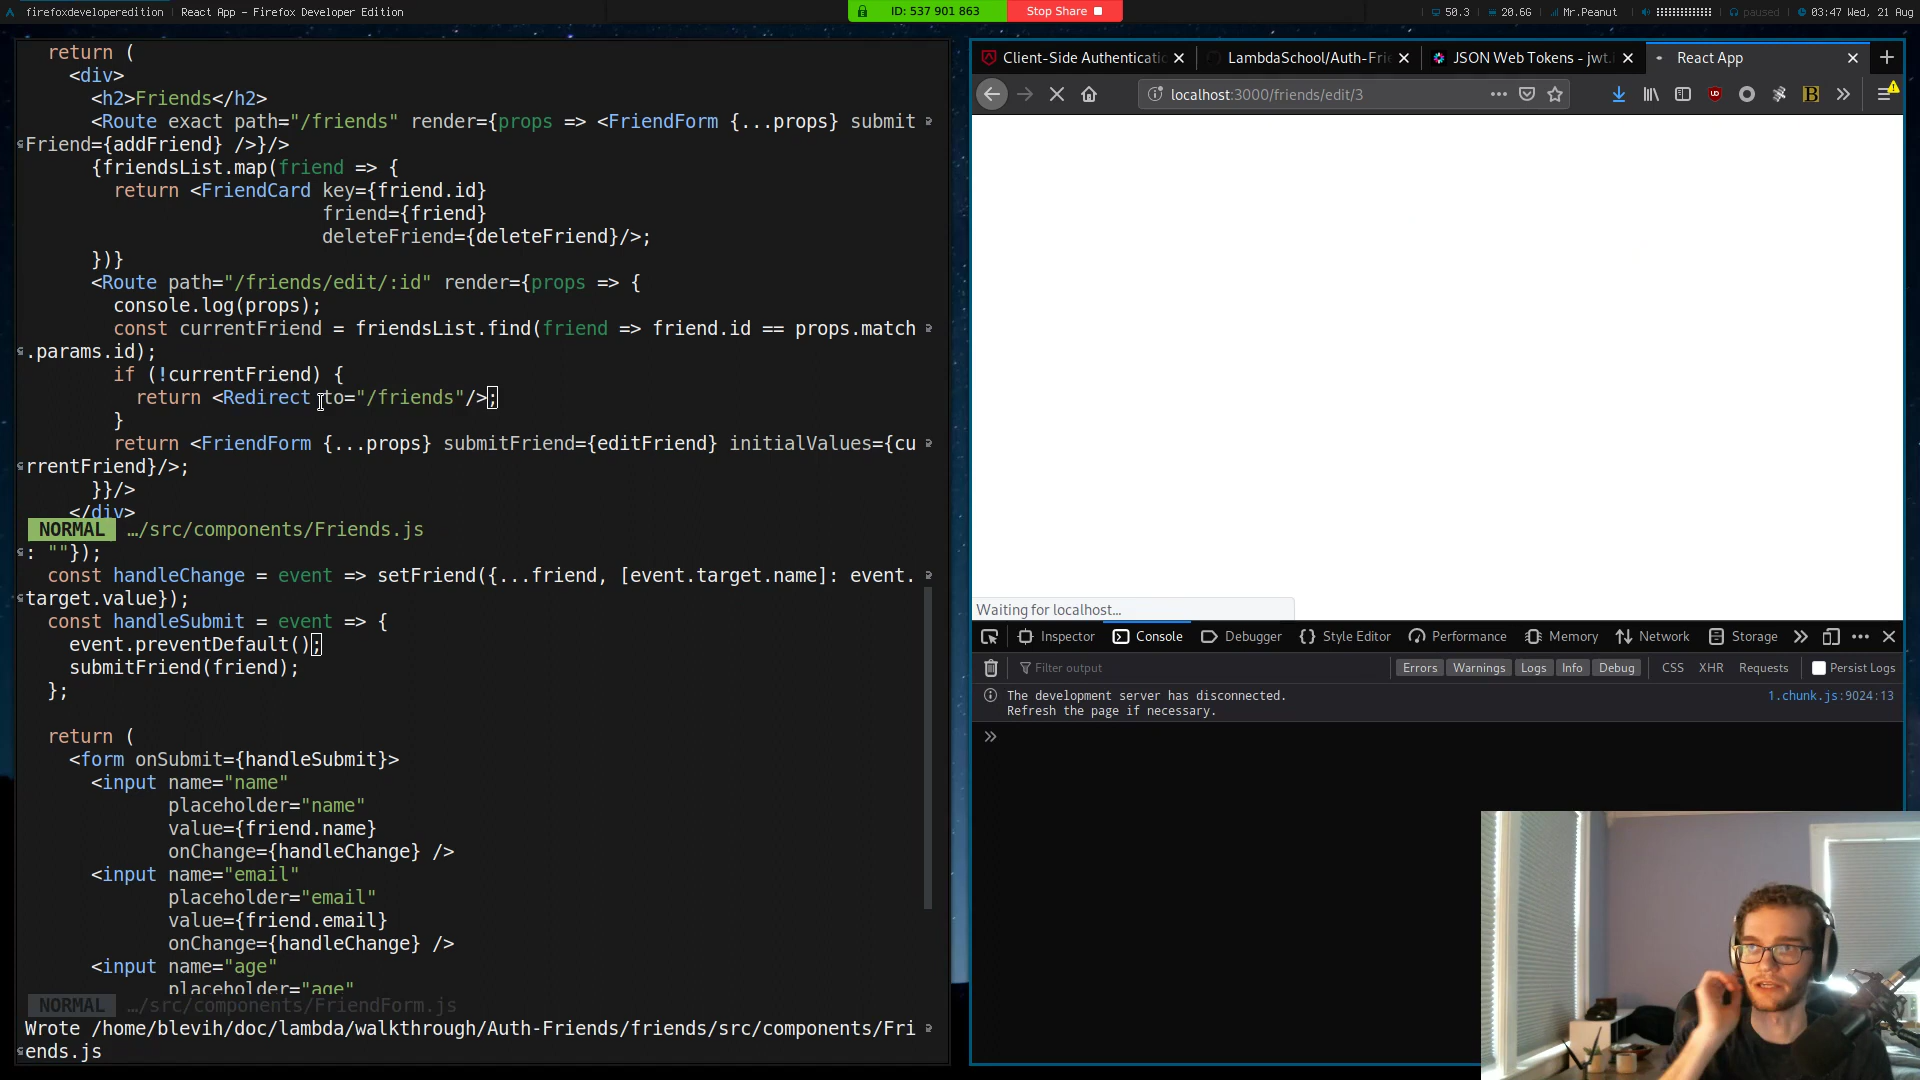 firefoxdeveloperedition React App - Firefox Developer Edition
ID: 537 901 863 Stop Share
50.3 20.6G Mr.Peanut paused 03:47 Wed, 21 Aug
return (
<div>
<h2>Friends</h2>
<Route exact path="/friends" render={props => <FriendForm {...props} submit
Friend={addFriend} />}/>
{friendsList.map(friend => {
return <FriendCard key={friend.id}
friend={friend}
deleteFriend={deleteFriend}/>;
})}
<Route path="/friends/edit/:id" render={props => {
console.log(props);
const currentFriend = friendsList.find(friend => friend.id == props.match
.params.id);
if (!currentFriend) {
return <Redirect to="/friends"/>;
}
return <FriendForm {...props} submitFriend={editFriend} initialValues={cu
rrentFriend}/>;
}}/>
</div>
NORMAL …/src/components/Friends.js
: ""});
const handleChange = event => setFriend({...friend, [event.target.name]: event.
target.value});
const handleSubmit = event => {
event.preventDefault();
submitFriend(friend);
};
return (
<form onSubmit={handleSubmit}>
<input name="name"
placeholder="name"
value={friend.name}
onChange={handleChange} />
<input name="email"
placeholder="email"
value={friend.email}
onChange={handleChange} />
<input name="age"
placeholder="age"
NORMAL …/src/components/FriendForm.js
Wrote /home/blevih/doc/lambda/walkthrough/Auth-Friends/friends/src/components/Fri
ends.js
Client-Side Authenticatio LambdaSchool/Auth-Frie JSON Web Tokens - jwt.i React App
localhost:3000/friends/edit/3
Waiting for localhost...
Inspector Console Debugger Style Editor Performance Memory Network Storage
Filter output Errors Warnings Logs Info Debug CSS XHR Requests Persist Logs
The development server has disconnected. 1.chunk.js:9024:13
Refresh the page if necessary.